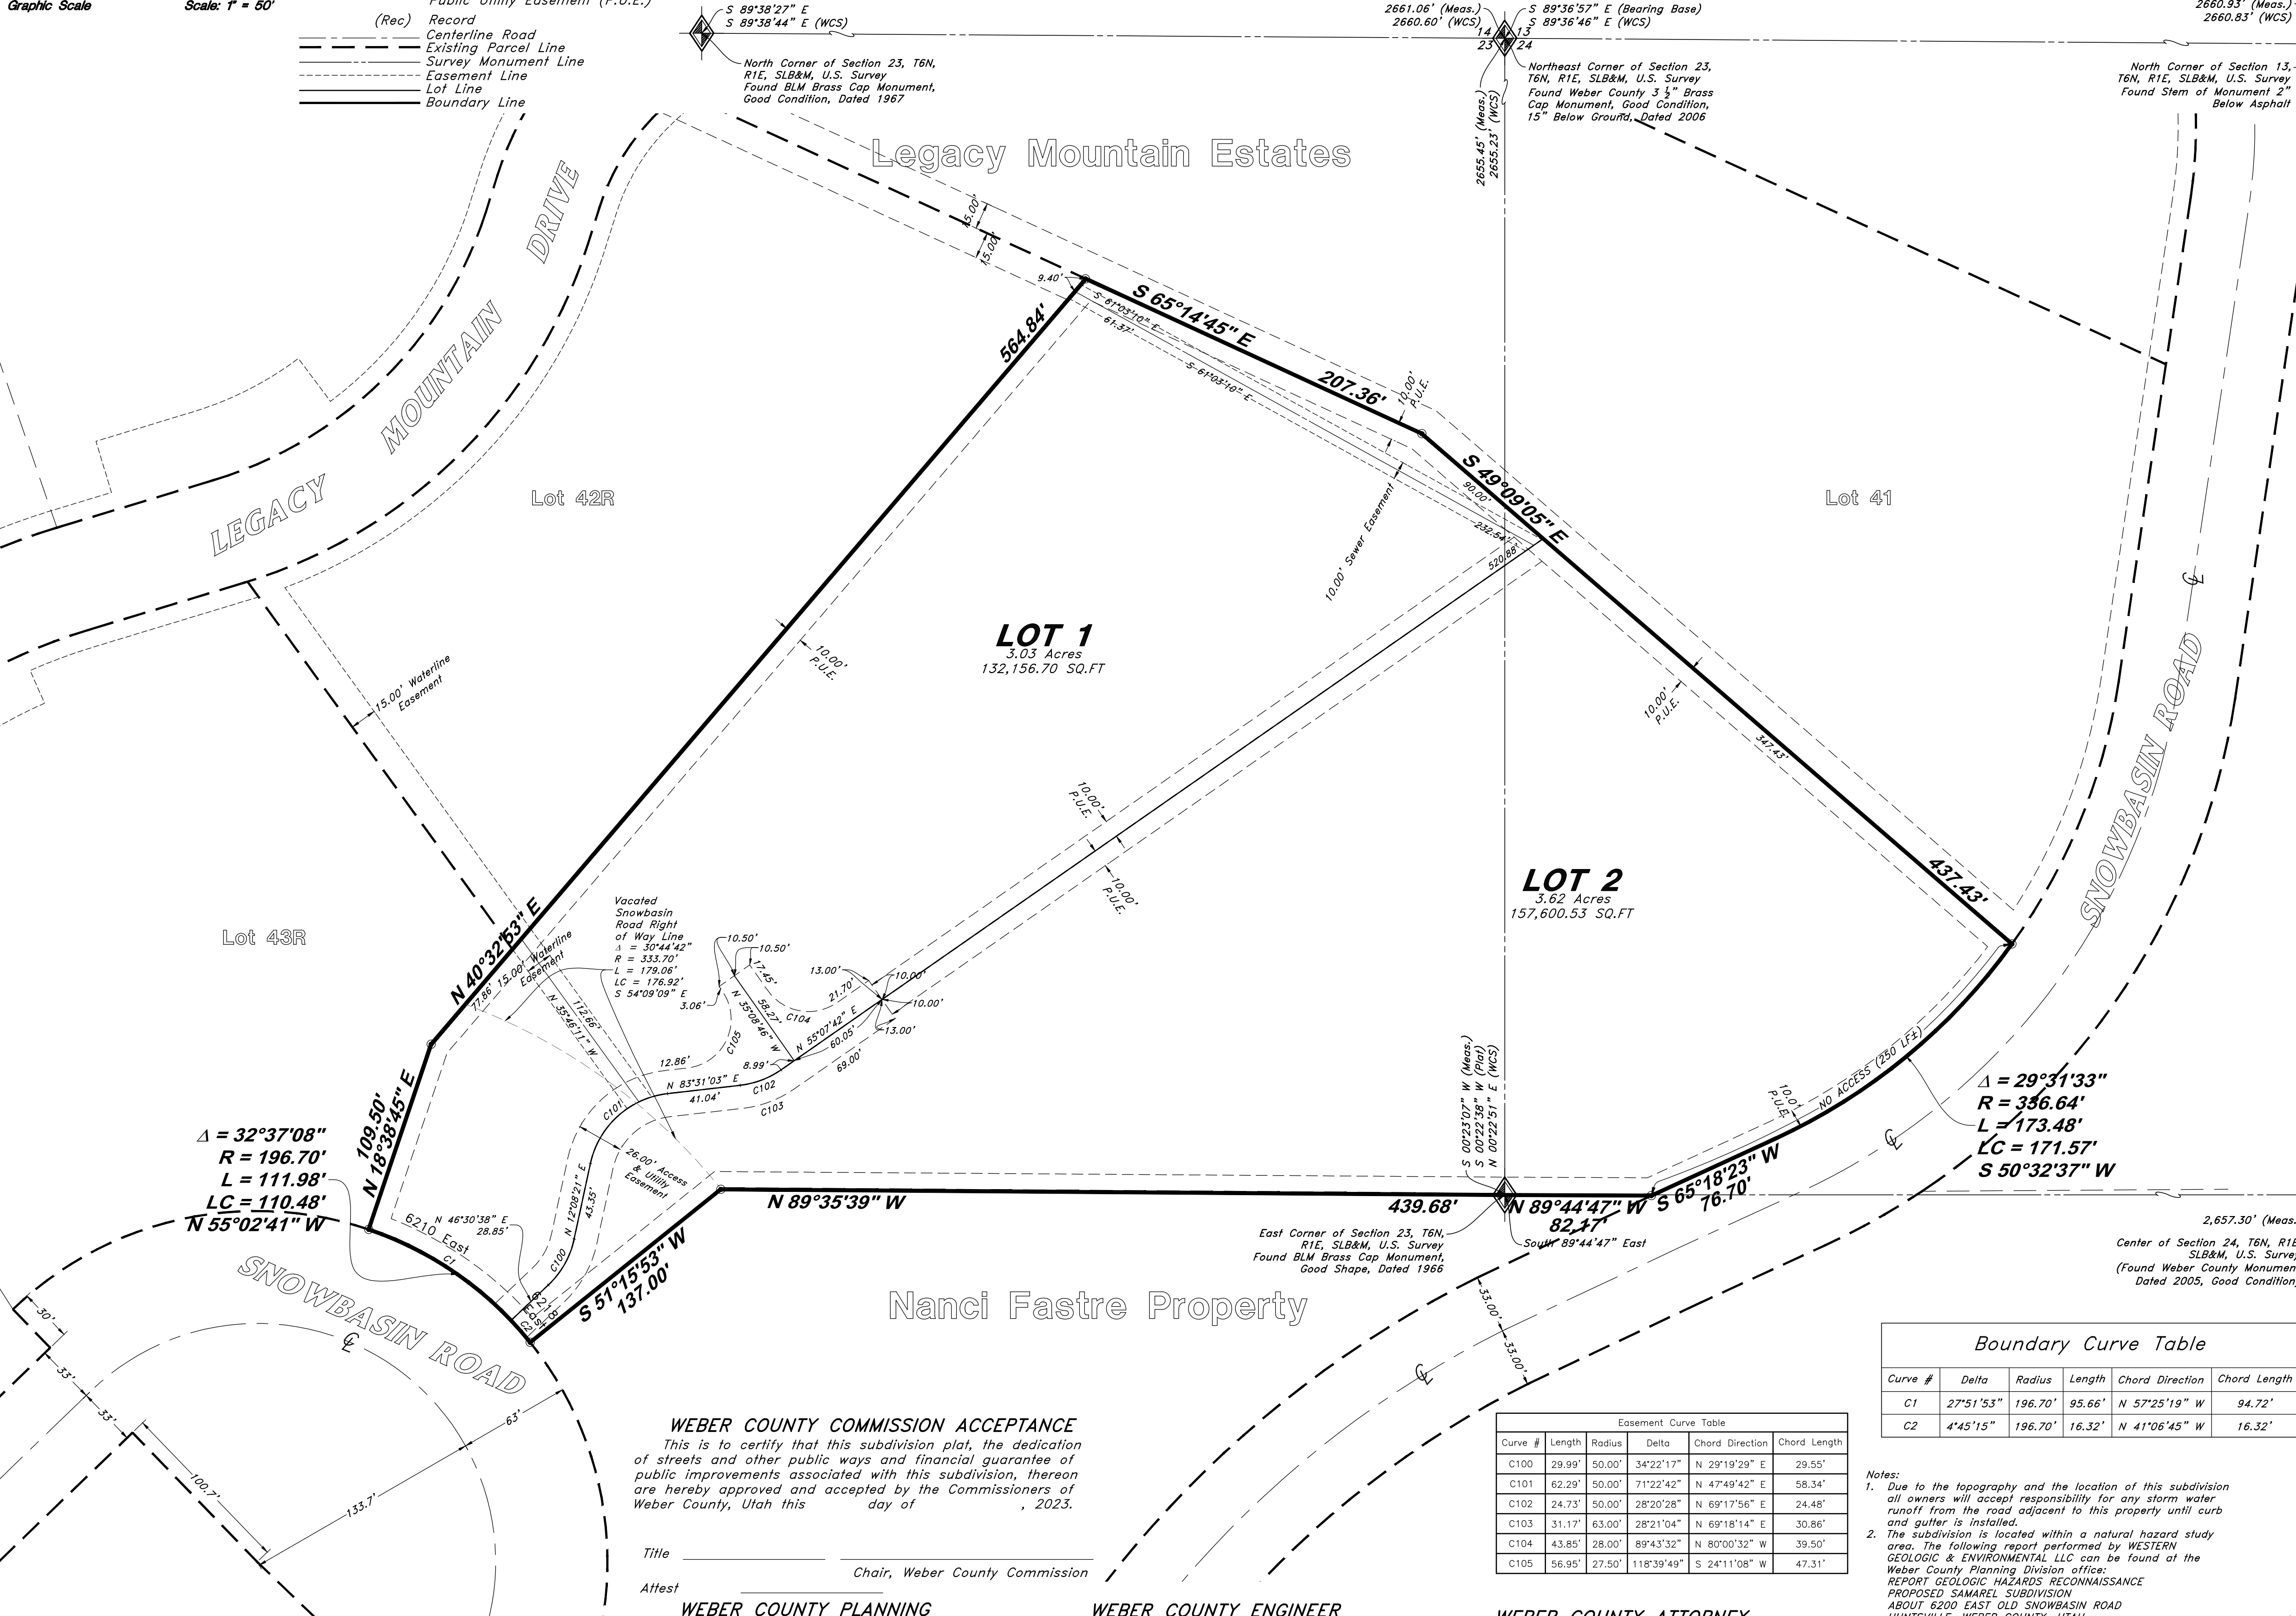 Graphic Scale
Scale: 1" = 50'
Public Utility Easement (P.U.E.)
(Rec) Record
Centerline Road
Existing Parcel Line
Survey Monument Line
Easement Line
Lot Line
Boundary Line
S 89°38'27" E
S 89°38'44" E (WCS)
North Corner of Section 23, T6N,
R1E, SLB&M, U.S. Survey
Found BLM Brass Cap Monument,
Good Condition, Dated 1967
2661.06' (Meas.)
2660.60' (WCS)
S 89°36'57" E (Bearing Base)
S 89°36'46" E (WCS)
14 13
23 24
Northeast Corner of Section 23,
T6N, R1E, SLB&M, U.S. Survey
Found Weber County 3 ½" Brass
Cap Monument, Good Condition,
15" Below Ground, Dated 2006
2655.45' (Meas.)
2655.23' (WCS)
2660.93' (Meas.)
2660.83' (WCS)
North Corner of Section 13,
T6N, R1E, SLB&M, U.S. Survey
Found Stem of Monument 2"
Below Asphalt
Legacy Mountain Estates
LEGACY MOUNTAIN DRIVE
15.00'
15.00'
9.40'
S 65°14'45" E
207.36'
S 61°03'10" E
61.37'
S 61°03'10" E
564.84'
10.00'
P.U.E.
S 49°09'05" E
90.00'
232.54'
520.88'
10.00' Sewer Easement
Lot 42R
Lot 41
LOT 1
3.03 Acres
132,156.70 SQ.FT
10.00'
P.U.E.
15.00' Waterline
Easement
10.00'
P.U.E.
347.43'
10.00'
P.U.E.
10.00'
P.U.E.
LOT 2
3.62 Acres
157,600.53 SQ.FT
437.43'
SNOWBASIN ROAD
Lot 43R
N 40°32'53" E
Vacated
Snowbasin
Road Right
of Way Line
Δ = 30°44'42"
R = 333.70'
L = 179.06'
LC = 176.92'
S 54°09'09" E
77.86'
15.00' Waterline
Easement
112.66'
N 35°46'11" W
10.50'
10.50'
17.45'
3.06'
58.27'
N 35°08'46" W
C104
C105
13.00'
21.70'
10.00'
10.00'
13.00'
N 55°07'42" E
60.05'
69.00'
12.86'
8.99'
N 83°31'03" E
41.04'
C102
C103
C101
26.00' Access
& Utility
Easement
N 12°08'21" E
43.35'
C100
N 46°30'38" E
28.85'
109.50'
N 18°38'45" E
Δ = 32°37'08"
R = 196.70'
L = 111.98'
LC = 110.48'
N 55°02'41" W
6210 East
C1
6218
East
C2
S 51°15'53" W
137.00'
N 89°35'39" W
439.68'
S 00°23'07" W (Meas.)
S 00°22'38" W (Plat)
N 00°22'51" E (WCS)
N 89°44'47" W
82.17'
South 89°44'47" East
S 65°18'23" W
76.70'
10.0'
P.U.E.
NO ACCESS (250 LF±)
Δ = 29°31'33"
R = 336.64'
L = 173.48'
LC = 171.57'
S 50°32'37" W
East Corner of Section 23, T6N,
R1E, SLB&M, U.S. Survey
Found BLM Brass Cap Monument,
Good Shape, Dated 1966
2,657.30' (Meas.
Center of Section 24, T6N, R1E
SLB&M, U.S. Survey
(Found Weber County Monument
Dated 2005, Good Condition
Nanci Fastre Property
SNOWBASIN ROAD
33.00'
33.00'
30'
33'
33'
100.7'
133.7'
63'
WEBER COUNTY COMMISSION ACCEPTANCE
This is to certify that this subdivision plat, the dedication
of streets and other public ways and financial guarantee of
public improvements associated with this subdivision, thereon
are hereby approved and accepted by the Commissioners of
Weber County, Utah this day of , 2023.
Title
Chair, Weber County Commission
Attest
WEBER COUNTY PLANNING
WEBER COUNTY ENGINEER
WEBER COUNTY ATTORNEY
Boundary Curve Table
Curve # Delta Radius Length Chord Direction Chord Length
C1 27°51'53" 196.70' 95.66' N 57°25'19" W 94.72'
C2 4°45'15" 196.70' 16.32' N 41°06'45" W 16.32'
Easement Curve Table
Curve # Length Radius Delta Chord Direction Chord Length
C100 29.99' 50.00' 34°22'17" N 29°19'29" E 29.55'
C101 62.29' 50.00' 71°22'42" N 47°49'42" E 58.34'
C102 24.73' 50.00' 28°20'28" N 69°17'56" E 24.48'
C103 31.17' 63.00' 28°21'04" N 69°18'14" E 30.86'
C104 43.85' 28.00' 89°43'32" N 80°00'32" W 39.50'
C105 56.95' 27.50' 118°39'49" S 24°11'08" W 47.31'
Notes:
1. Due to the topography and the location of this subdivision
all owners will accept responsibility for any storm water
runoff from the road adjacent to this property until curb
and gutter is installed.
2. The subdivision is located within a natural hazard study
area. The following report performed by WESTERN
GEOLOGIC & ENVIRONMENTAL LLC can be found at the
Weber County Planning Division office:
REPORT GEOLOGIC HAZARDS RECONNAISSANCE
PROPOSED SAMAREL SUBDIVISION
ABOUT 6200 EAST OLD SNOWBASIN ROAD
HUNTSVILLE, WEBER COUNTY, UTAH